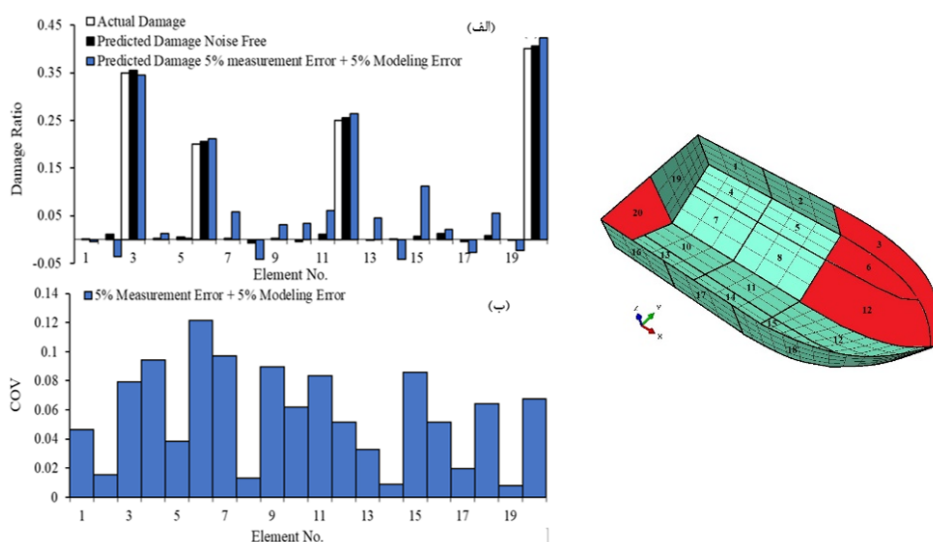 (الف)
Actual Damage
Predicted Damage Noise Free
Predicted Damage 5% measurement Error + 5% Modeling Error
0.45
0.35
0.25
0.15
0.05
-0.05
Damage Ratio
1 3 5 7 9 11 13 15 17 19
Element No.
(ب)
5% Measurement Error + 5% Modeling Error
0.14
0.12
0.1
0.08
0.06
0.04
0.02
0
COV
1 3 5 7 9 11 13 15 17 19
Element No.
1
2
3
4
5
6
7
8
12
19
20
10
11
16
13
17
14
15
12
18
Z Y
X